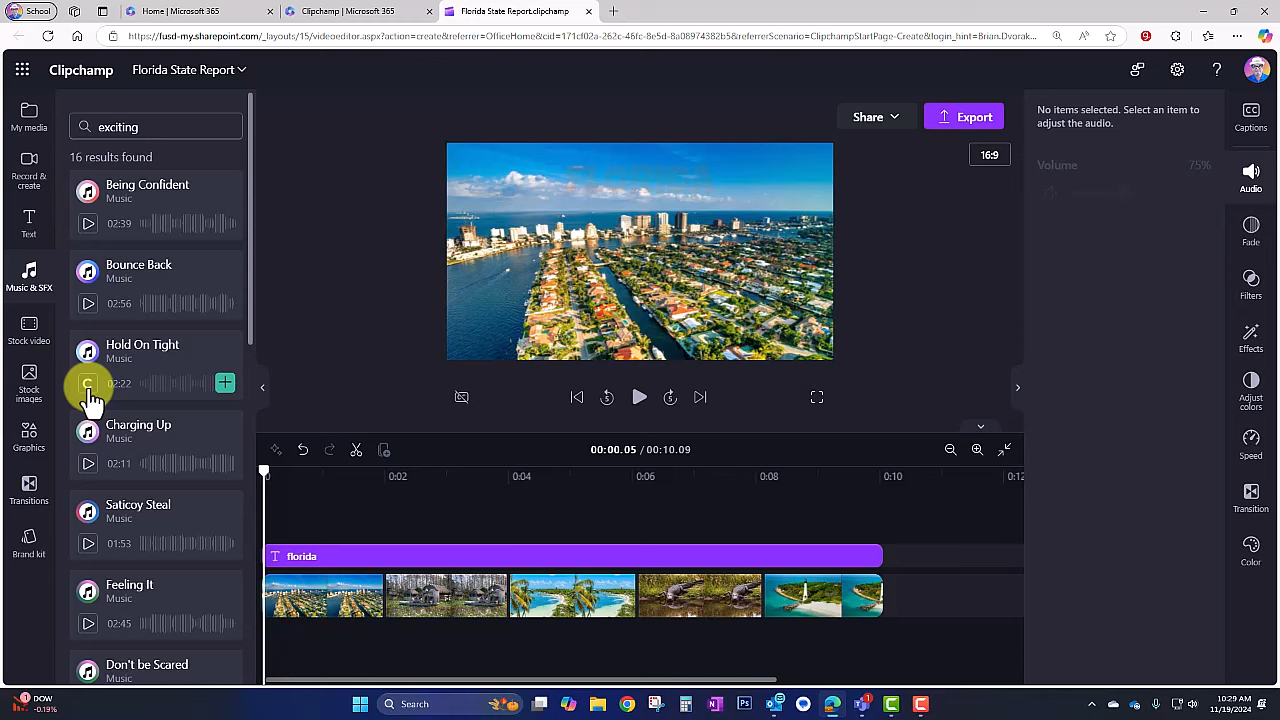 School
Home | Microsoft 365
Clipchamp | Microsoft 365
Florida State Report.clipchamp
https://fusd-my.sharepoint.com/_layouts/15/videoeditor.aspx?action=create&referrer=OfficeHome&cid=171cf02a-262c-46fc-8e5d-8a08974382b5&referrerScenario=ClipchampStartPage-Create&login_hint=Brian.Dvorak...
Clipchamp
Florida State Report
My media
Record &
create
Text
Music & SFX
Stock video
Stock
images
Graphics
Transitions
Brand kit
exciting
16 results found
Being Confident
Music
02:39
Bounce Back
Music
02:56
Hold On Tight
Music
02:22
Charging Up
Music
02:11
Saticoy Steal
Music
01:53
Feeling It
Music
02:45
Don't be Scared
Music
Share
Export
16:9
5
5
00:00.05 / 00:10.09
0
0:02
0:04
0:06
0:08
0:10
0:12
T florida
No items selected. Select an item to
adjust the audio.
Volume 75%
CC
Captions
Audio
Fade
Filters
Effects
Adjust
colors
Speed
Transition
Color
1
DOW
-0.19%
Search
10:29 AM
11/19/2024